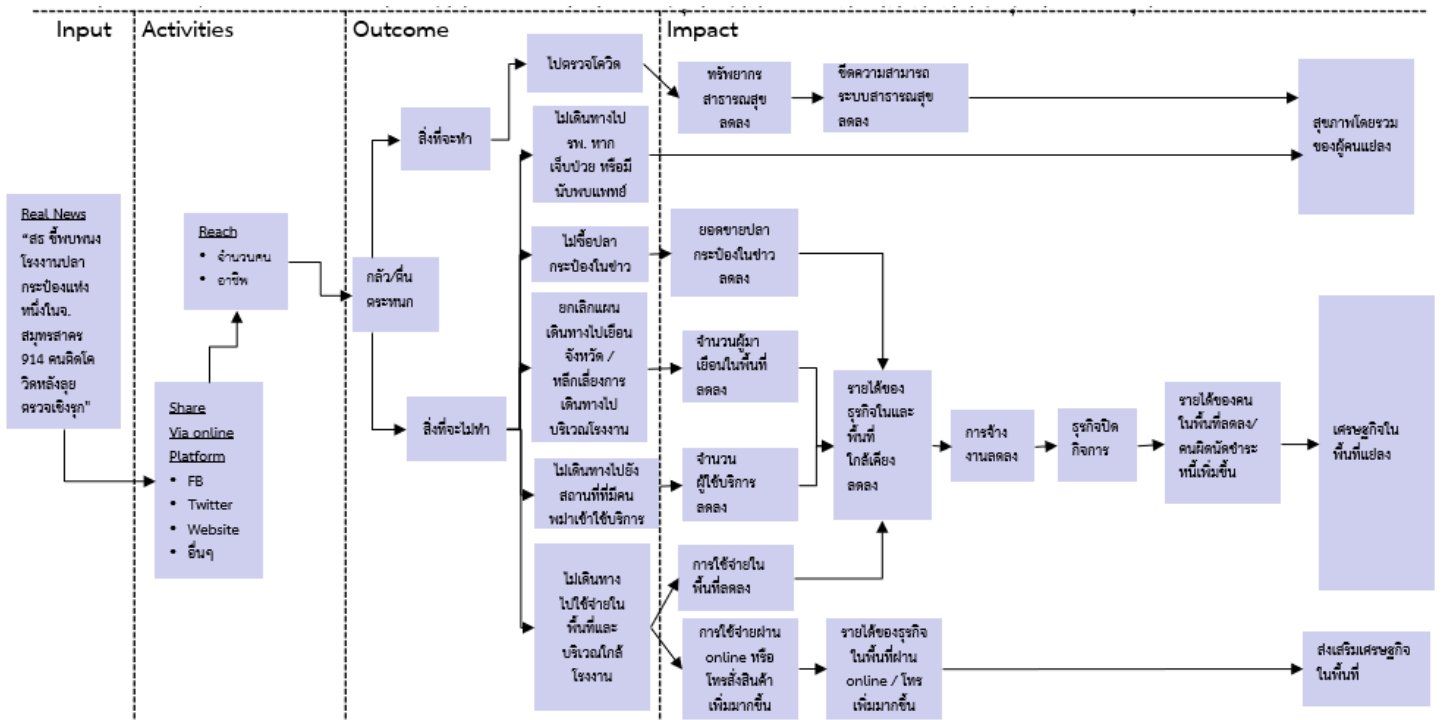 Input
Activities
Outcome
Impact
Real News
“สธ ชี้พบพนง
โรงงานปลา
กระป๋องแห่ง
หนึ่งในจ.
สมุทรสาคร
914 คนติดโค
วิดหลังลุย
ตรวจเชิงรุก”
Reach
• จำนวนคน
• อาชีพ
Share
Via online
Platform
• FB
• Twitter
• Website
• อื่นๆ
กลัว/ตื่น
ตระหนก
สิ่งที่จะทำ
สิ่งที่จะไม่ทำ
ไปตรวจโควิด
ไม่เดินทางไป
รพ. หาก
เจ็บป่วย หรือมี
นับพบแพทย์
ไม่ซื้อปลา
กระป๋องในข่าว
ยกเลิกแผน
เดินทางไปเยือน
จังหวัด /
หลีกเลี่ยงการ
เดินทางไป
บริเวณโรงงาน
ไม่เดินทางไปยัง
สถานที่ที่มีคน
พม่าเข้าใช้บริการ
ไม่เดินทาง
ไปใช้จ่ายใน
พื้นที่และ
บริเวณใกล้
โรงงาน
ทรัพยากร
สาธารณสุข
ลดลง
ขีดความสามารถ
ระบบสาธารณสุข
ลดลง
สุขภาพโดยรวม
ของผู้คนแย่ลง
ยอดขายปลา
กระป๋องในข่าว
ลดลง
จำนวนผู้มา
เยือนในพื้นที่
ลดลง
จำนวน
ผู้ใช้บริการ
ลดลง
การใช้จ่ายใน
พื้นที่ลดลง
การใช้จ่ายผ่าน
online หรือ
โทรสั่งสินค้า
เพิ่มมากขึ้น
รายได้ของ
ธุรกิจในและ
พื้นที่
ใกล้เคียง
ลดลง
การจ้าง
งานลดลง
ธุรกิจปิด
กิจการ
รายได้ของคน
ในพื้นที่ลดลง/
คนผิดนัดชำระ
หนี้เพิ่มขึ้น
เศรษฐกิจใน
พื้นที่แย่ลง
รายได้ของธุรกิจ
ในพื้นที่ผ่าน
online / โทร
เพิ่มมากขึ้น
ส่งเสริมเศรษฐกิจ
ในพื้นที่